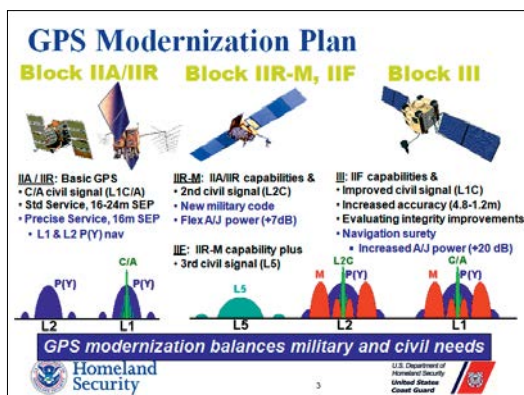 GPS Modernization Plan
Block IIA/IIR
Block IIR-M, IIF
Block III
IIA / IIR: Basic GPS
• C/A civil signal (L1C/A)
• Std Service, 16-24m SEP
• Precise Service, 16m SEP
• L1 & L2 P(Y) nav
IIR-M: IIA/IIR capabilities &
• 2nd civil signal (L2C)
• New military code
• Flex A/J power (+7dB)
IIF: IIR-M capability plus
• 3rd civil signal (L5)
III: IIF capabilities &
• Improved civil signal (L1C)
• Increased accuracy (4.8-1.2m)
• Evaluating integrity improvements
• Navigation surety
• Increased A/J power (+20 dB)
P(Y)
C/A
P(Y)
L2
L1
L5
M
L2C
P(Y)
M
C/A
P(Y)
L5
L2
L1
GPS modernization balances military and civil needs
Homeland
Security
3
U.S. Department of
Homeland Security
United States
Coast Guard